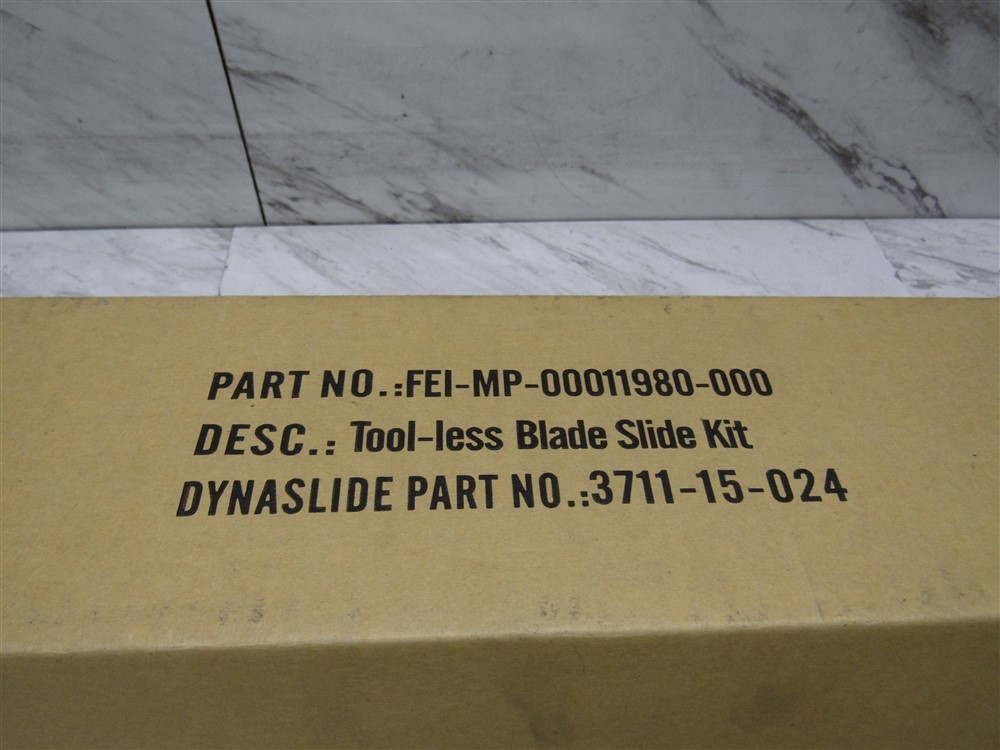 PART NO.:FEI-MP-00011980-000
DESC.: Tool-less Blade Slide Kit
DYNASLIDE PART NO.:3711-15-024